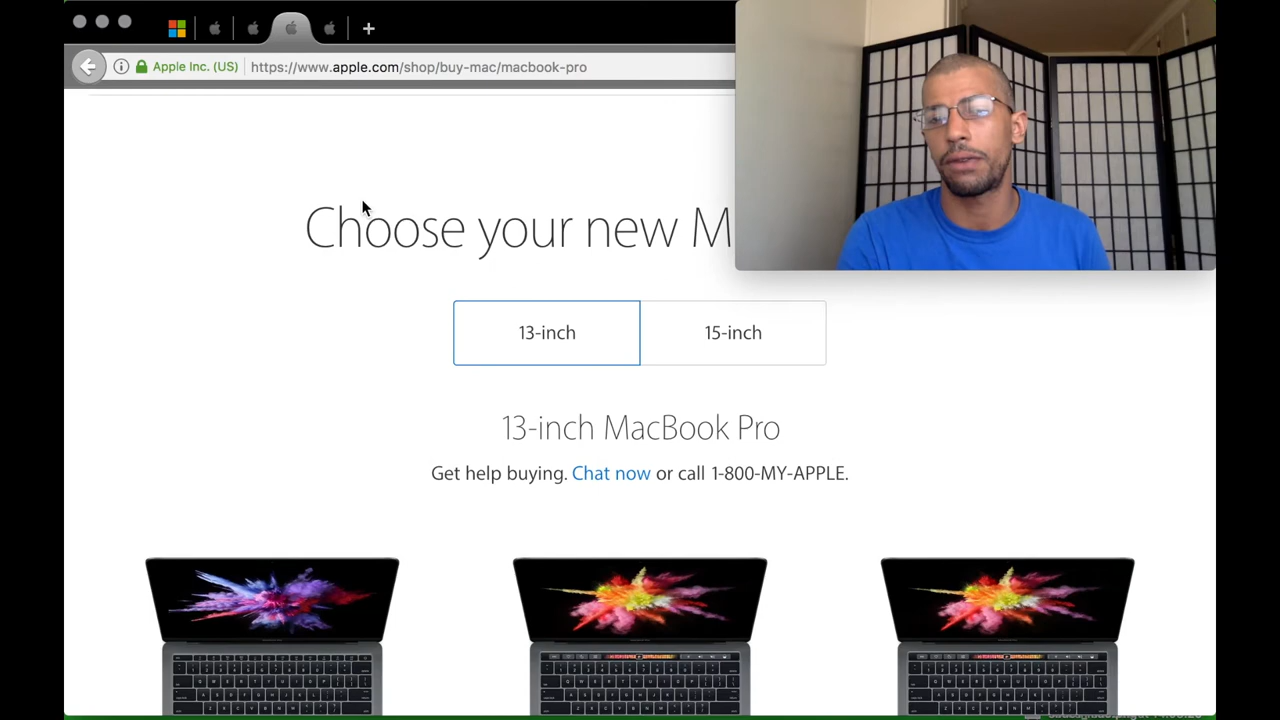 Apple Inc. (US)
https://www.apple.com/shop/buy-mac/macbook-pro
Choose your new M
13-inch
15-inch
13-inch MacBook Pro
Get help buying. Chat now or call 1-800-MY-APPLE.